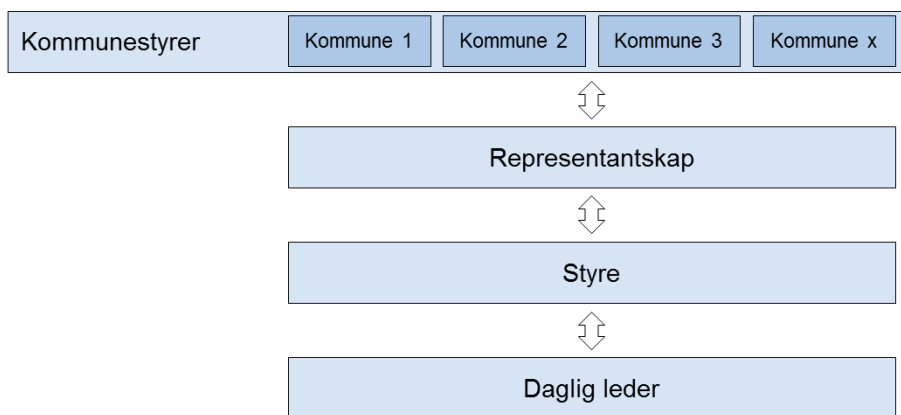 Kommunestyrer Kommune 1 Kommune 2 Kommune 3 Kommune x
Representantskap
Styre
Daglig leder